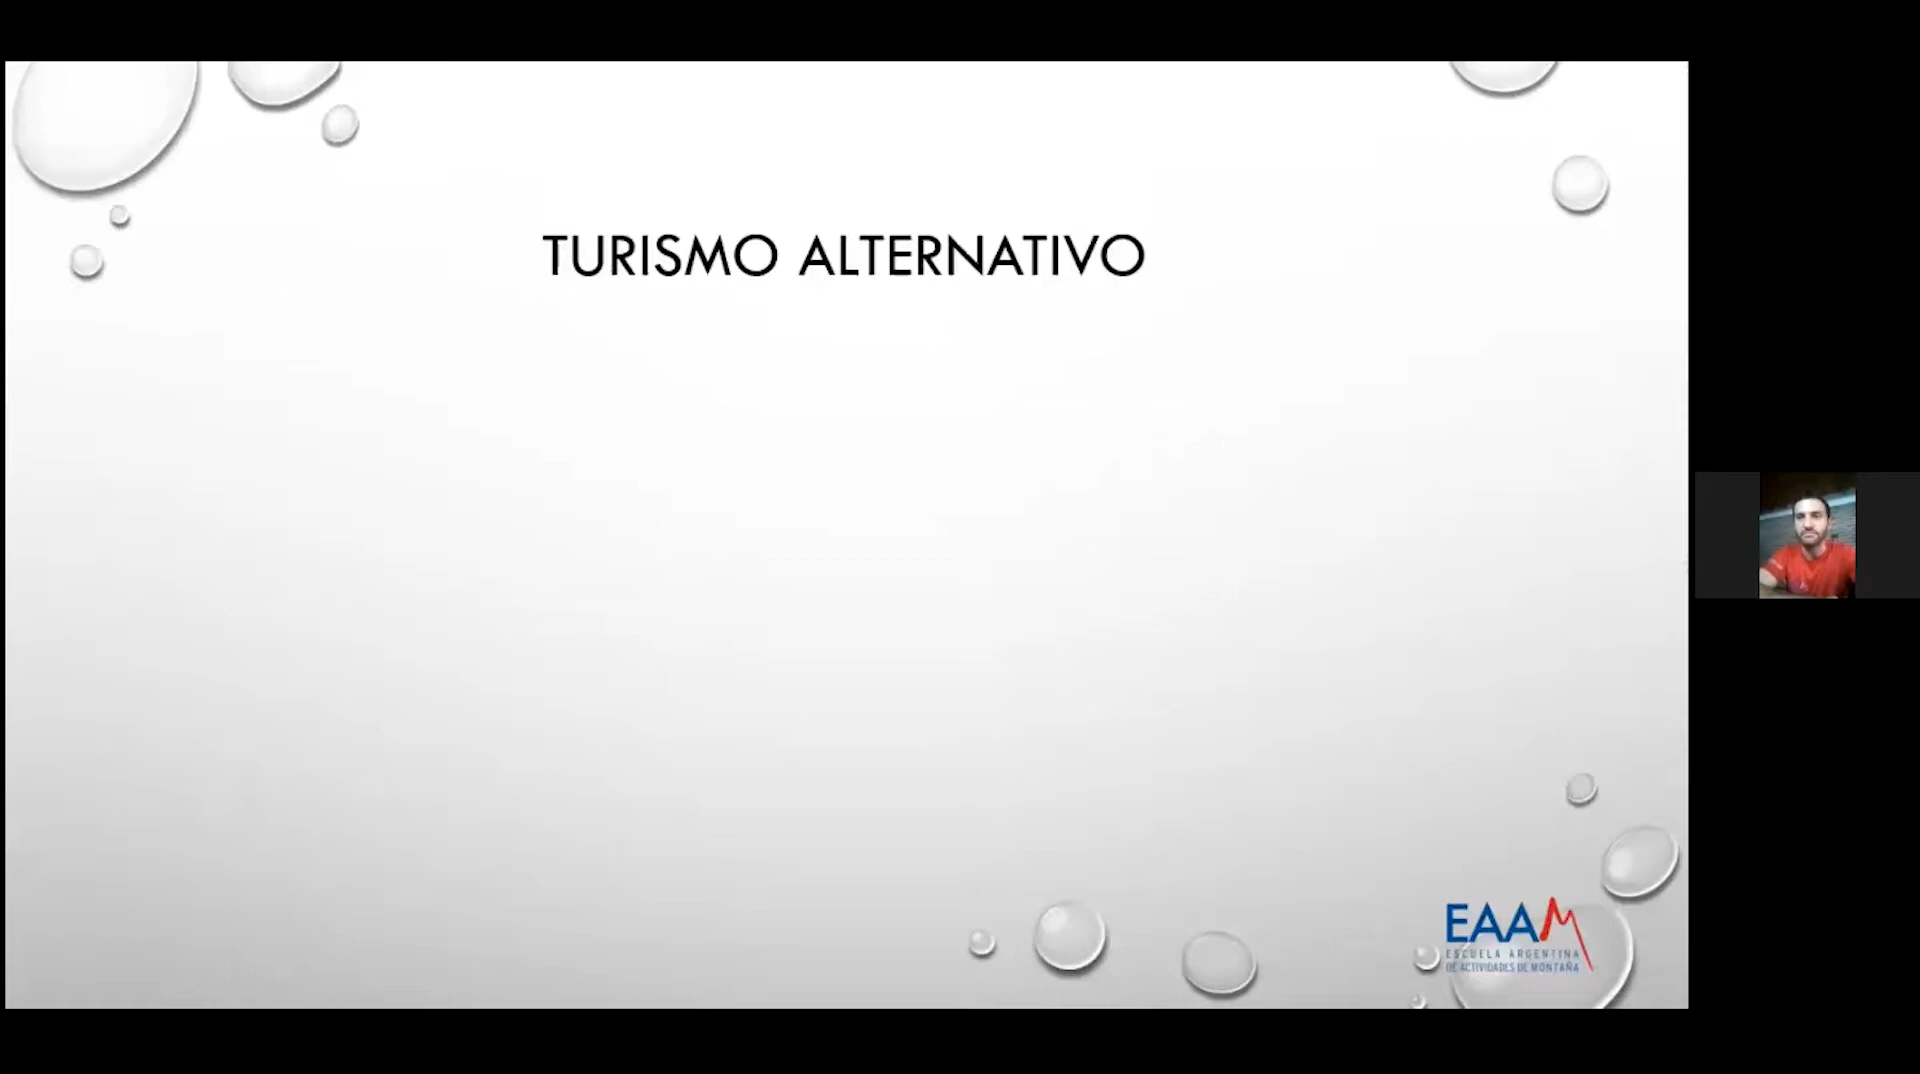 TURISMO ALTERNATIVO
EAAM
ESCUELA ARGENTINA
DE ACTIVIDADES DE MONTAÑA